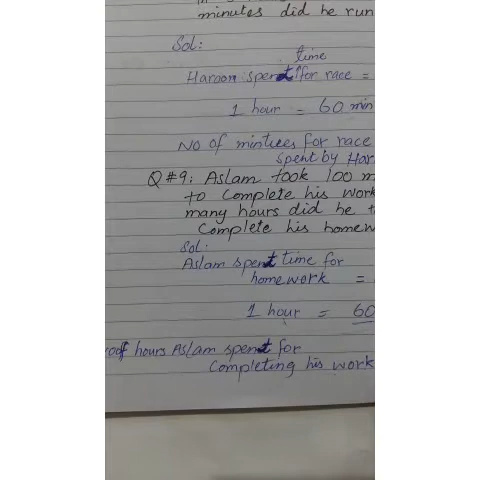 minutes did he run
Sol:
time
Haroon spent for race =
1 hour = 60 min
No of mintues for race
spent by Har
Q#9: Aslam took 100 m
to Complete his work
many hours did he t
Complete his homew
Sol:
Aslam spent time for
homework =
1 hour = 60
of hours Aslam spent for
Completing his work